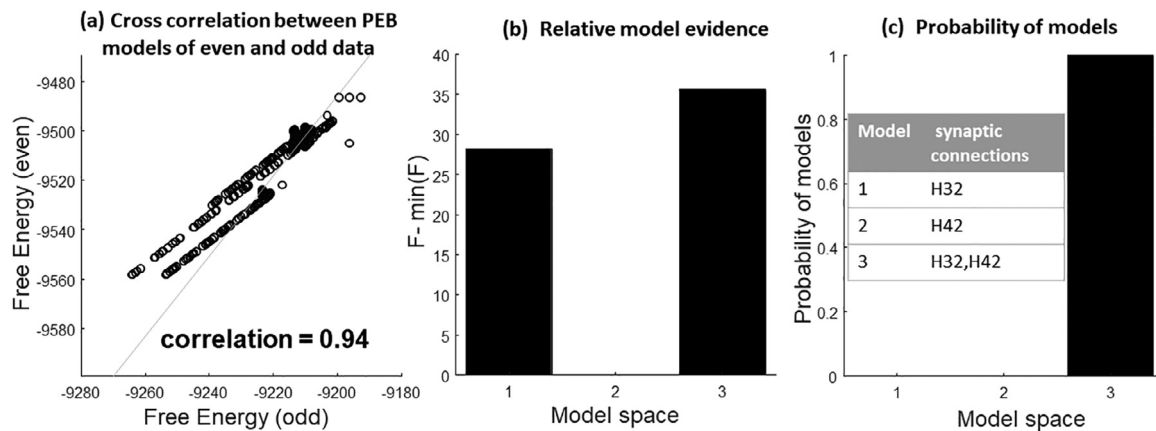 (a) Cross correlation between PEB
models of even and odd data
-9480
-9500
-9520
-9540
-9560
-9580
Free Energy (even)
correlation = 0.94
-9280
-9260
-9240
-9220
-9200
-9180
Free Energy (odd)
(b) Relative model evidence
40
35
30
25
20
15
10
5
0
F- min(F)
1
2
3
Model space
(c) Probability of models
1
0.8
0.6
0.4
0.2
0
Probability of models
Model synaptic
connections
1 H32
2 H42
3 H32,H42
1
2
3
Model space